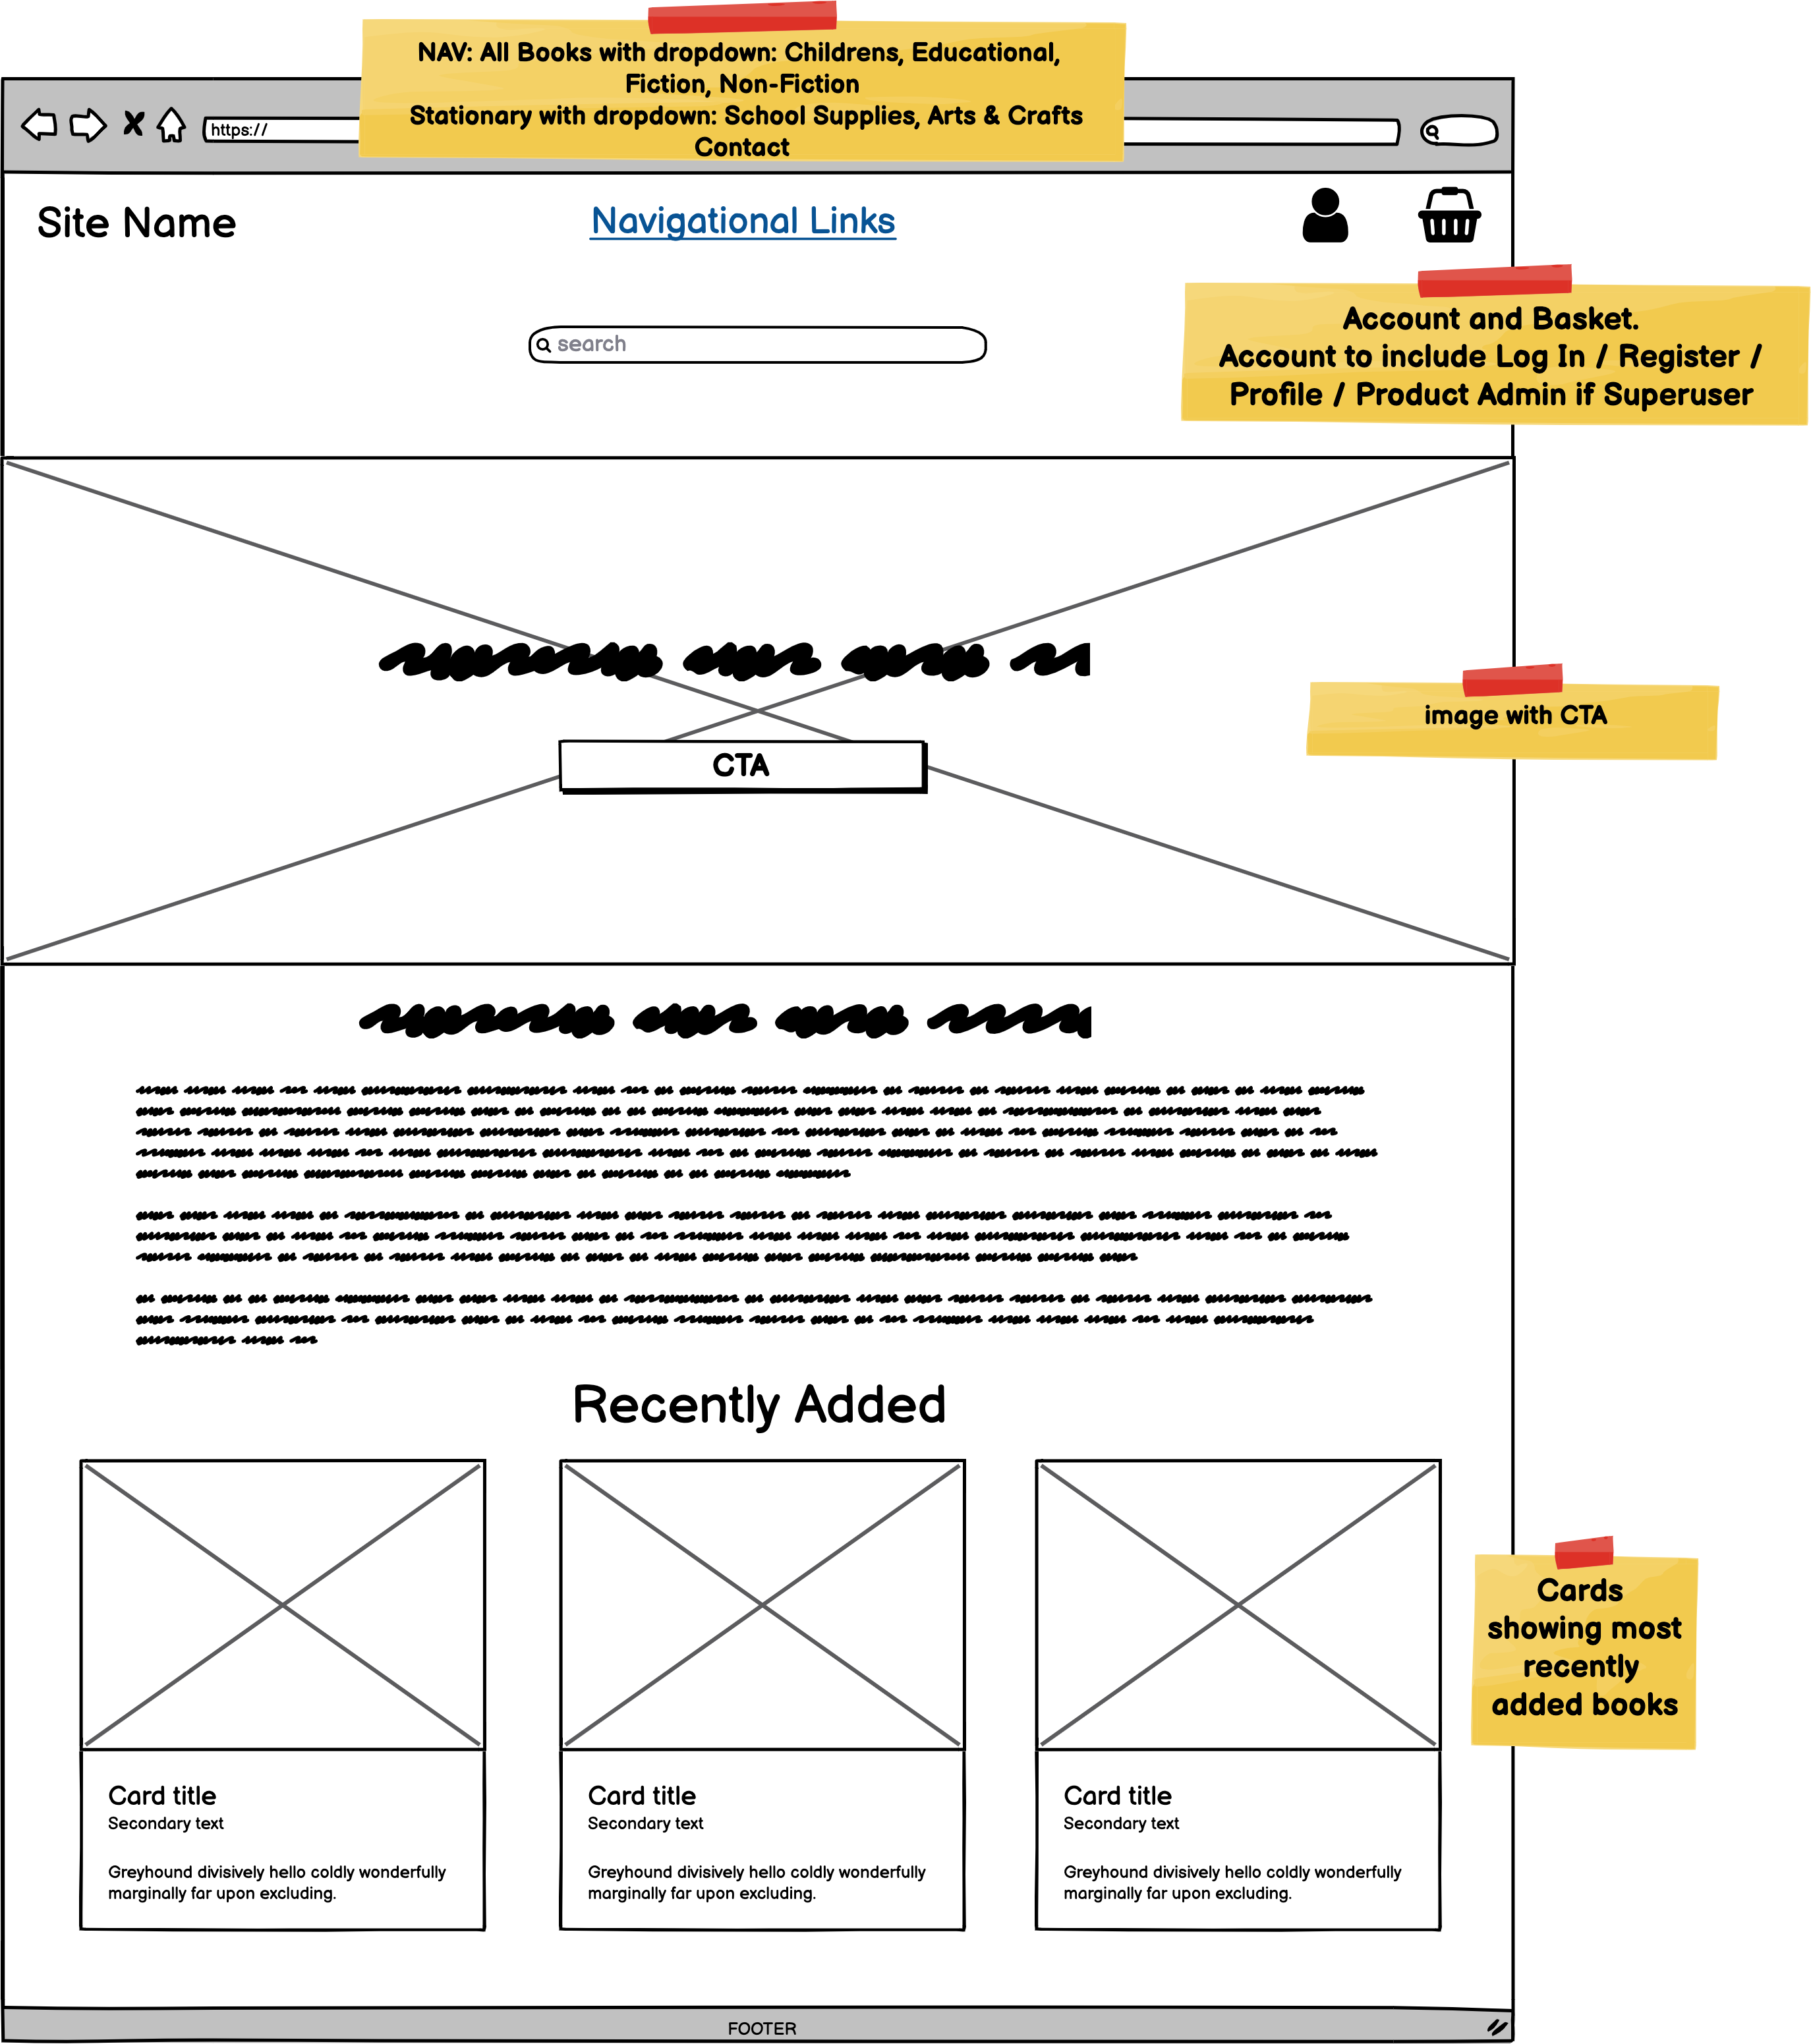 NAV: All Books with dropdown: Childrens, Educational,
Fiction, Non-Fiction
Stationary with dropdown: School Supplies, Arts & Crafts
Contact
https://
Site Name
Navigational Links
Account and Basket.
Account to include Log In / Register /
Profile / Product Admin if Superuser
search
image with CTA
CTA
Recently Added
Cards
showing most
recently
added books
Card title
Secondary text
Greyhound divisively hello coldly wonderfully
marginally far upon excluding.
Card title
Secondary text
Greyhound divisively hello coldly wonderfully
marginally far upon excluding.
Card title
Secondary text
Greyhound divisively hello coldly wonderfully
marginally far upon excluding.
FOOTER